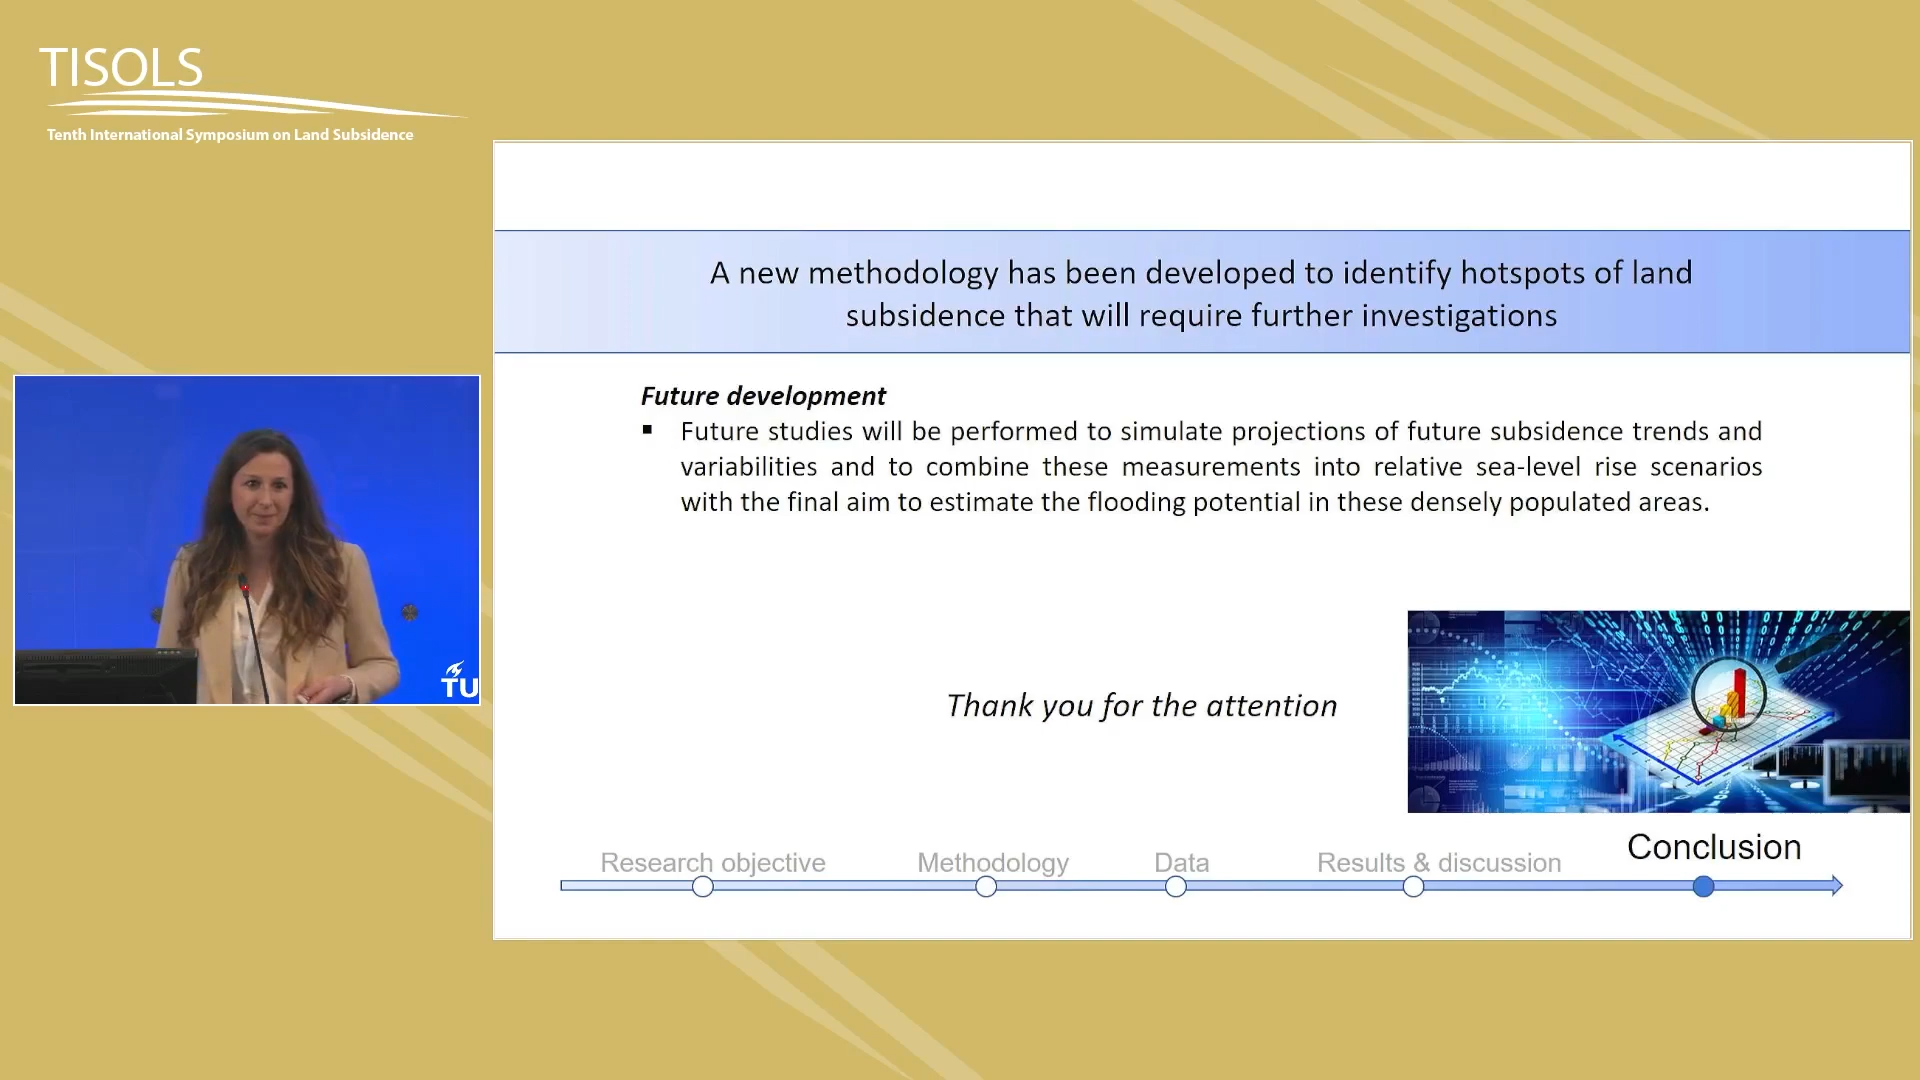 TISOLS
Tenth International Symposium on Land Subsidence
A new methodology has been developed to identify hotspots of land
subsidence that will require further investigations
Future development
▪ Future studies will be performed to simulate projections of future subsidence trends and
variabilities and to combine these measurements into relative sea-level rise scenarios
with the final aim to estimate the flooding potential in these densely populated areas.
TU
Thank you for the attention
Research objective
Methodology
Data
Results & discussion
Conclusion